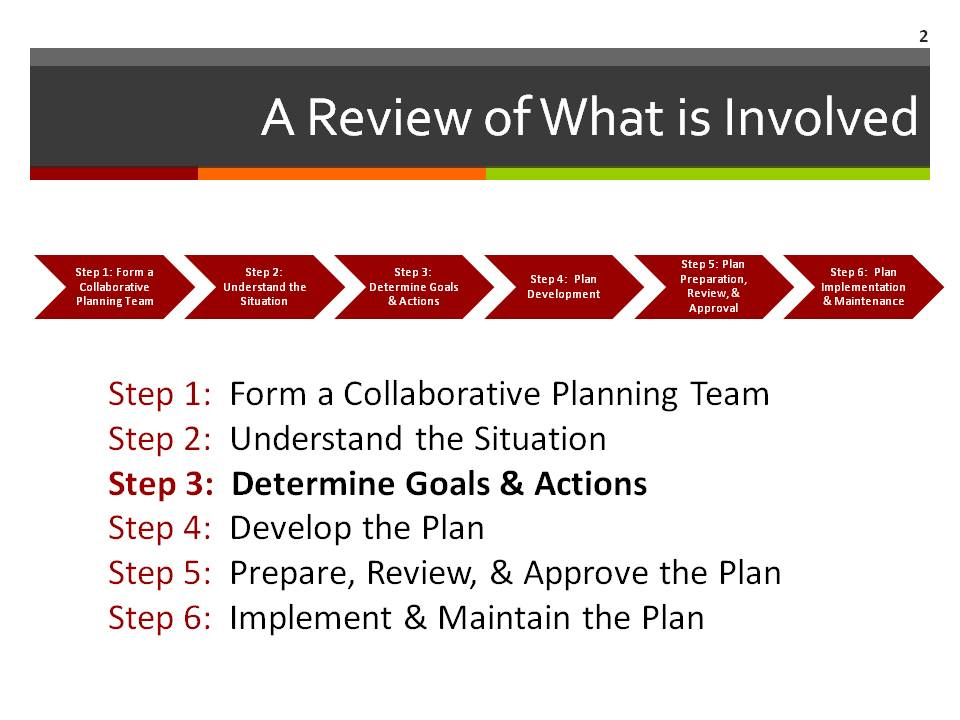 2
A Review of What is Involved
Step 1: Form a
Collaborative
Planning Team
Step 2:
Understand the
Situation
Step 3:
Determine Goals
& Actions
Step 4: Plan
Development
Step 5: Plan
Preparation,
Review, &
Approval
Step 6: Plan
Implementation
& Maintenance
Step 1: Form a Collaborative Planning Team
Step 2: Understand the Situation
Step 3: Determine Goals & Actions
Step 4: Develop the Plan
Step 5: Prepare, Review, & Approve the Plan
Step 6: Implement & Maintain the Plan